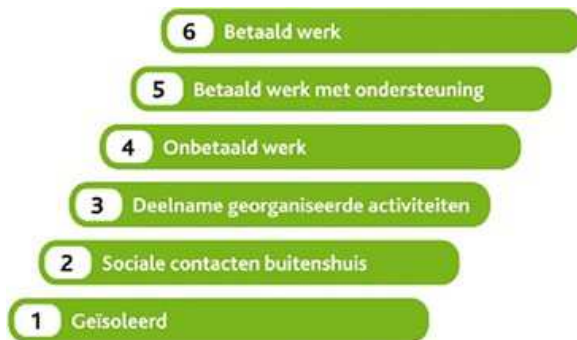 6 Betaald werk
5 Betaald werk met ondersteuning
4 Onbetaald werk
3 Deelname georganiseerde activiteiten
2 Sociale contacten buitenshuis
1 Geïsoleerd